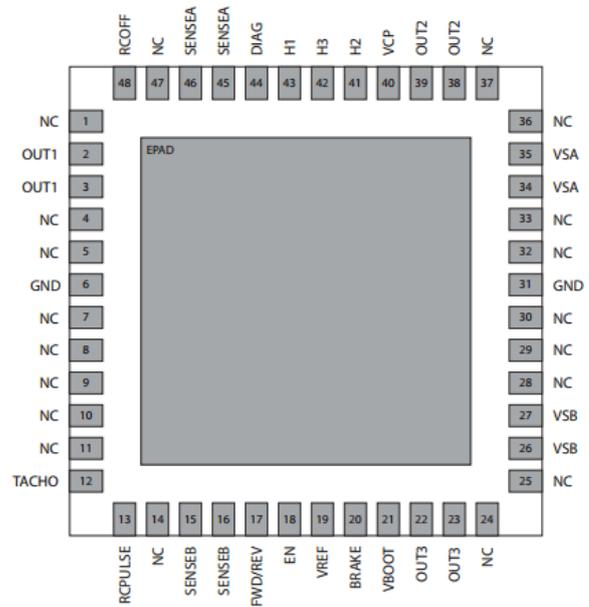 RCOFF
NC
SENSEA
SENSEA
DIAG
H1
H3
H2
VCP
OUT2
OUT2
NC
48
47
46
45
44
43
42
41
40
39
38
37
NC 1
OUT1 2
OUT1 3
NC 4
NC 5
GND 6
NC 7
NC 8
NC 9
NC 10
NC 11
TACHO 12
EPAD
36 NC
35 VSA
34 VSA
33 NC
32 NC
31 GND
30 NC
29 NC
28 NC
27 VSB
26 VSB
25 NC
13
14
15
16
17
18
19
20
21
22
23
24
RCPULSE
NC
SENSEB
SENSEB
FWD/REV
EN
VREF
BRAKE
VBOOT
OUT3
OUT3
NC